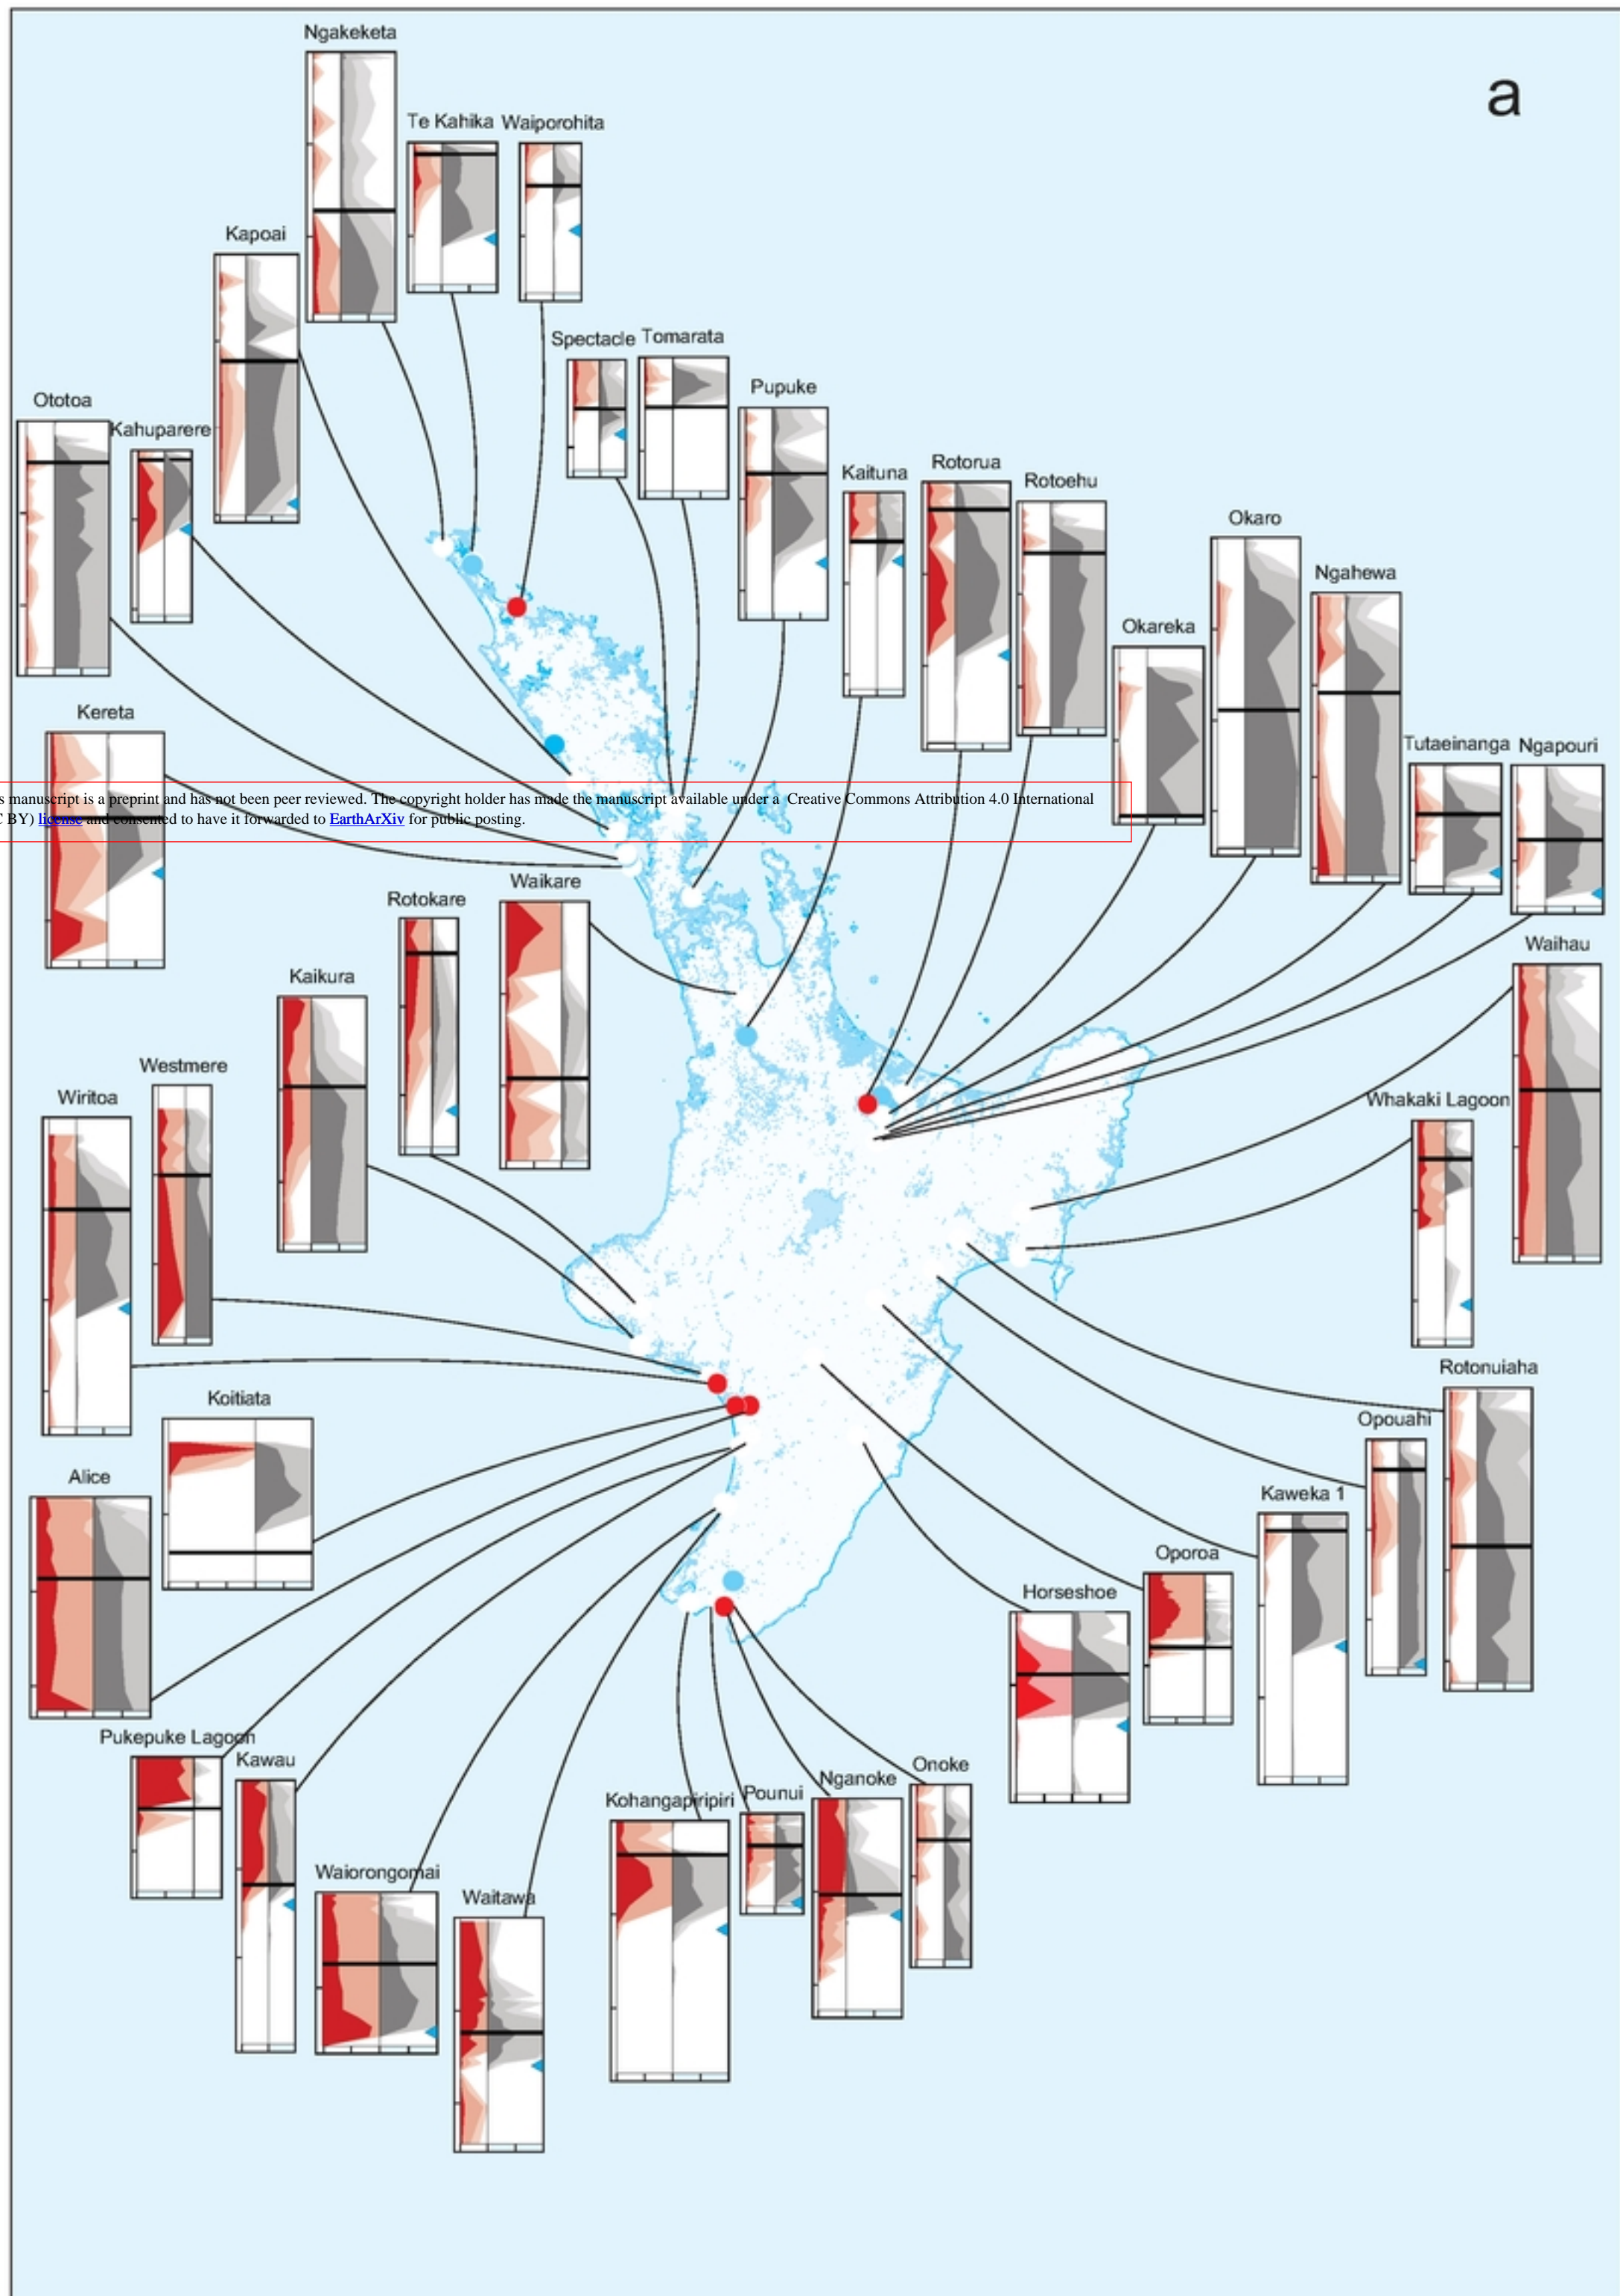 a
Ngakeketa
Te Kahika
Waiporohita
Kapoai
Spectacle
Tomarata
Pupuke
Ototoa
Kahuparere
Kaituna
Rotorua
Rotoehu
Okaro
Ngahewa
Okareka
Kereta
Tutaeinanga
Ngapouri
s manuscript is a preprint and has not been peer reviewed. The copyright holder has made the manuscript available under a Creative Commons Attribution 4.0 International
C BY) license and consented to have it forwarded to EarthArXiv for public posting.
Rotokare
Waikare
Waihau
Kaikura
Westmere
Wiritoa
Whakaki Lagoon
Rotonuiaha
Koitiata
Opouahi
Alice
Kaweka 1
Oporoa
Horseshoe
Pukepuke Lagoon
Kawau
Onoke
Nganoke
Pounui
Kohangapiripiri
Waiorongomai
Waitawa